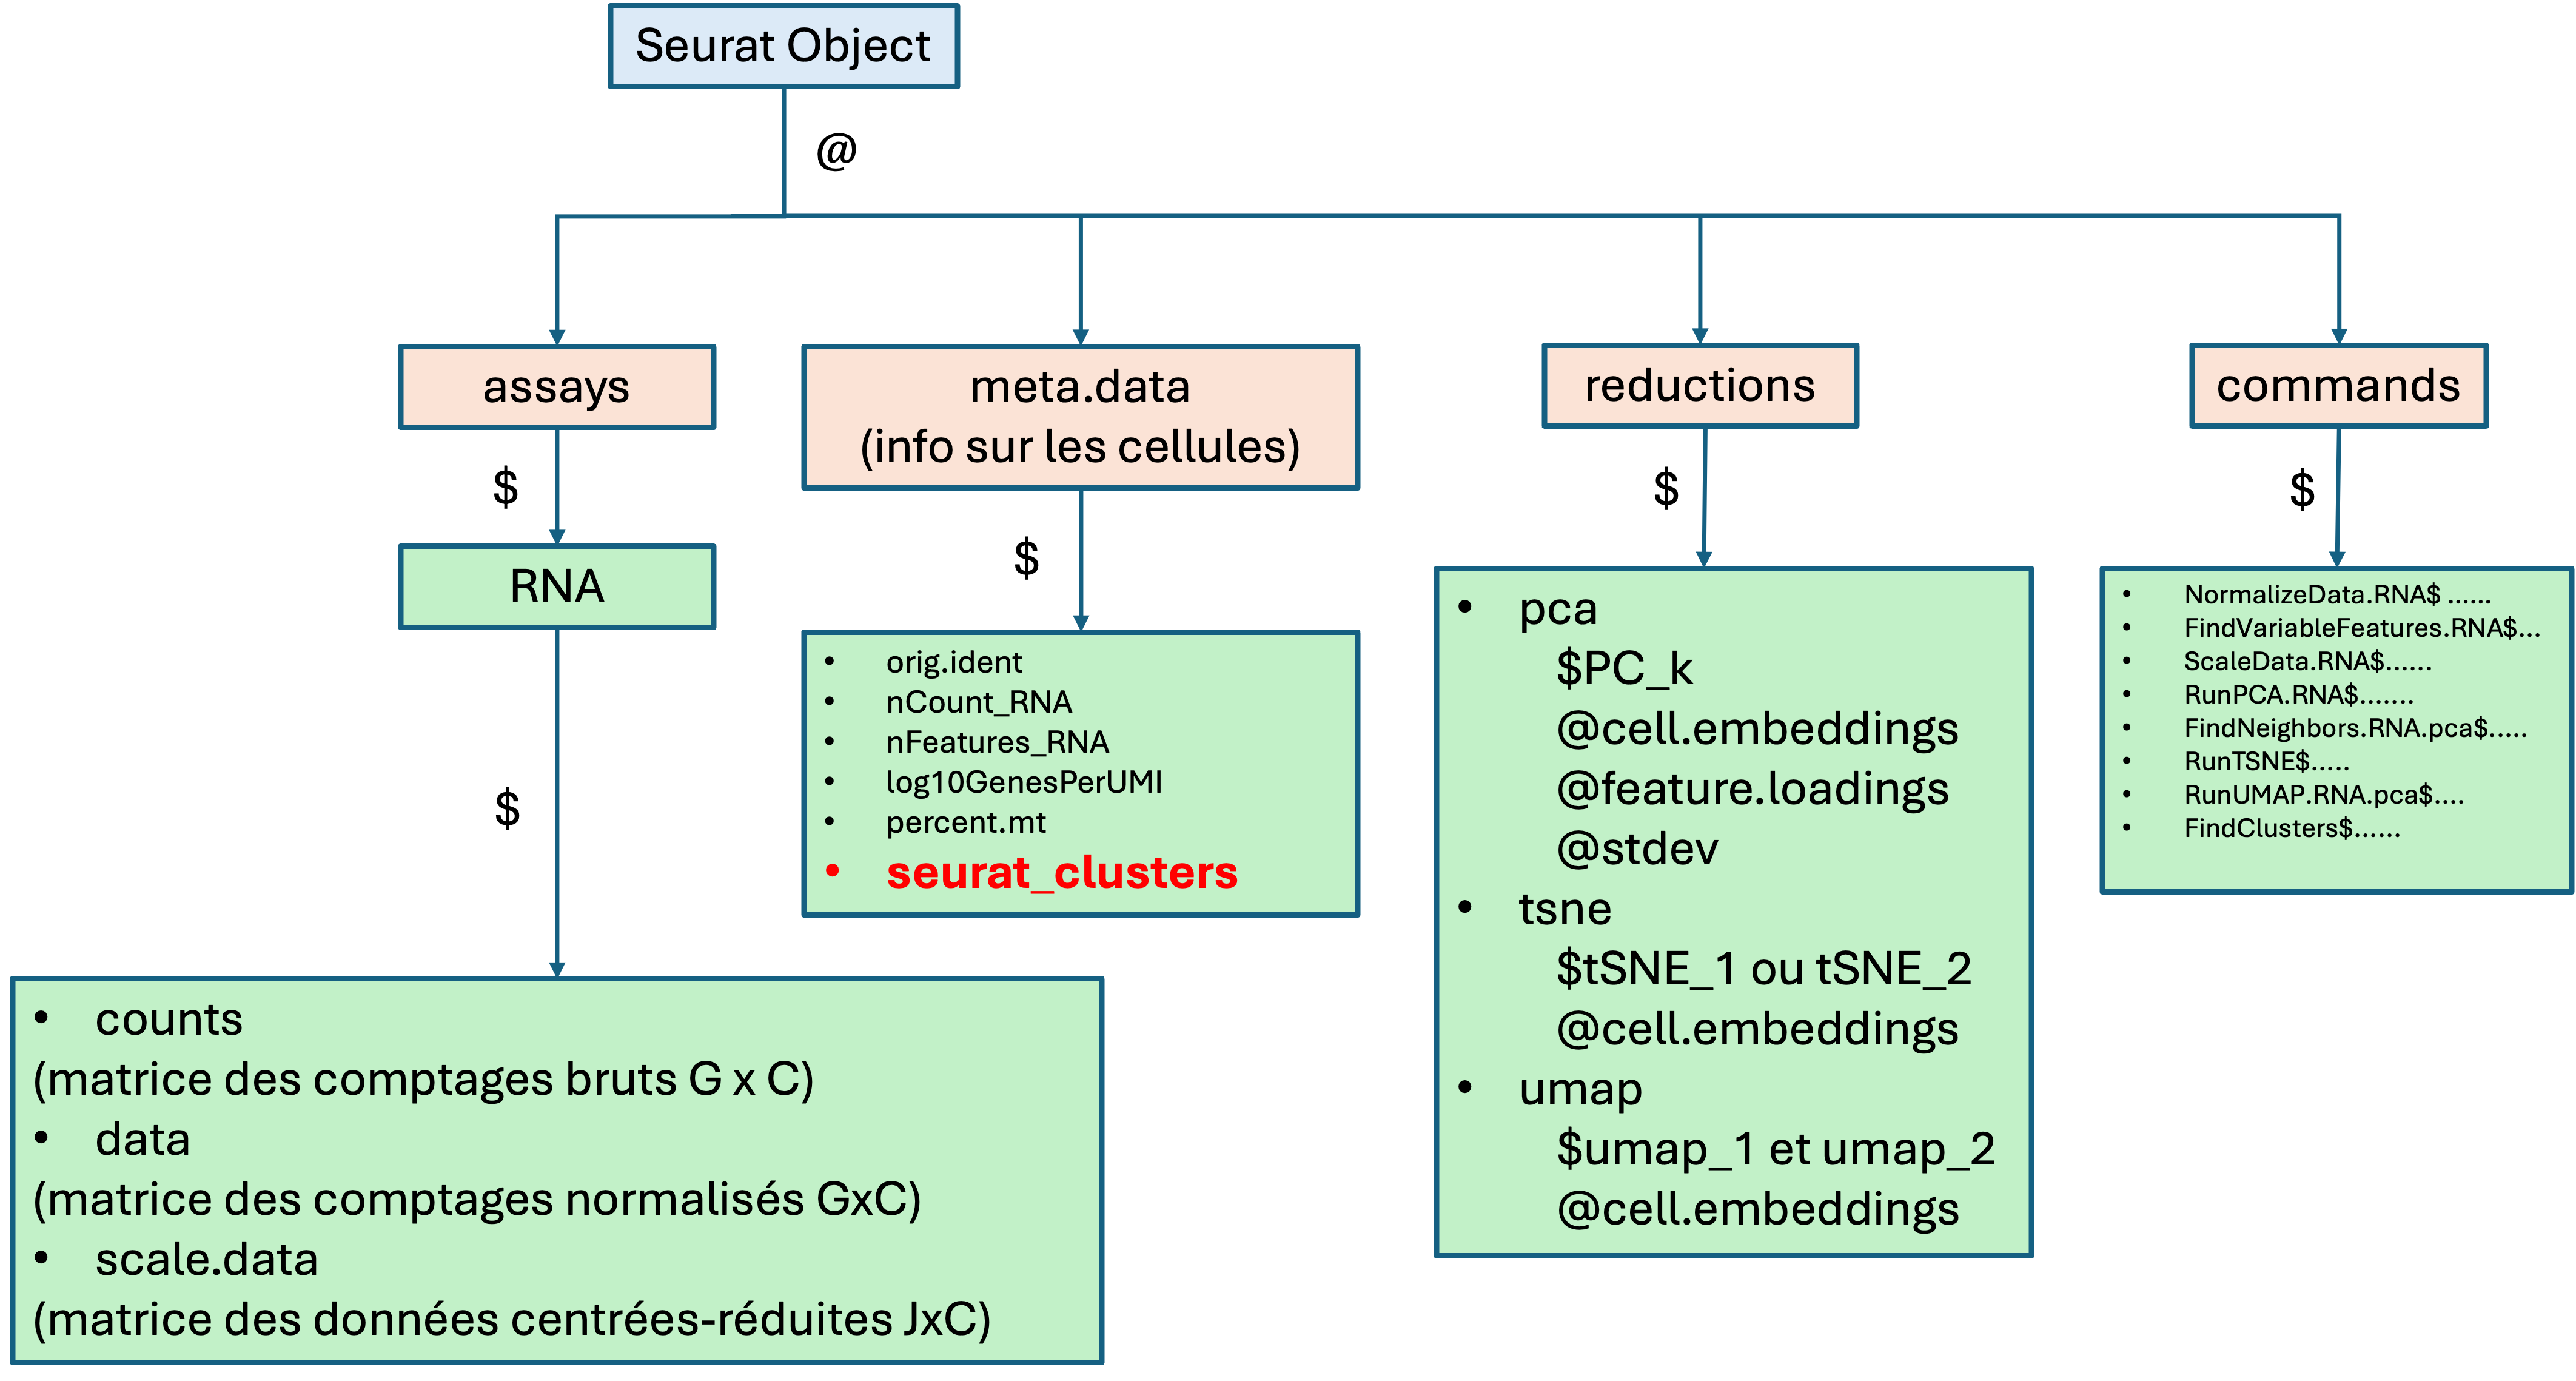 Seurat Object
@
assays
$
RNA
$
• counts
(matrice des comptages bruts G x C)
• data
(matrice des comptages normalisés GxC)
• scale.data
(matrice des données centrées-réduites JxC)
meta.data
(info sur les cellules)
$
• orig.ident
• nCount_RNA
• nFeatures_RNA
• log10GenesPerUMI
• percent.mt
• seurat_clusters
reductions
$
• pca
$PC_k
@cell.embeddings
@feature.loadings
@stdev
• tsne
$tSNE_1 ou tSNE_2
@cell.embeddings
• umap
$umap_1 et umap_2
@cell.embeddings
commands
$
• NormalizeData.RNA$ ......
• FindVariableFeatures.RNA$...
• ScaleData.RNA$......
• RunPCA.RNA$.......
• FindNeighbors.RNA.pca$.....
• RunTSNE$.....
• RunUMAP.RNA.pca$....
• FindClusters$......